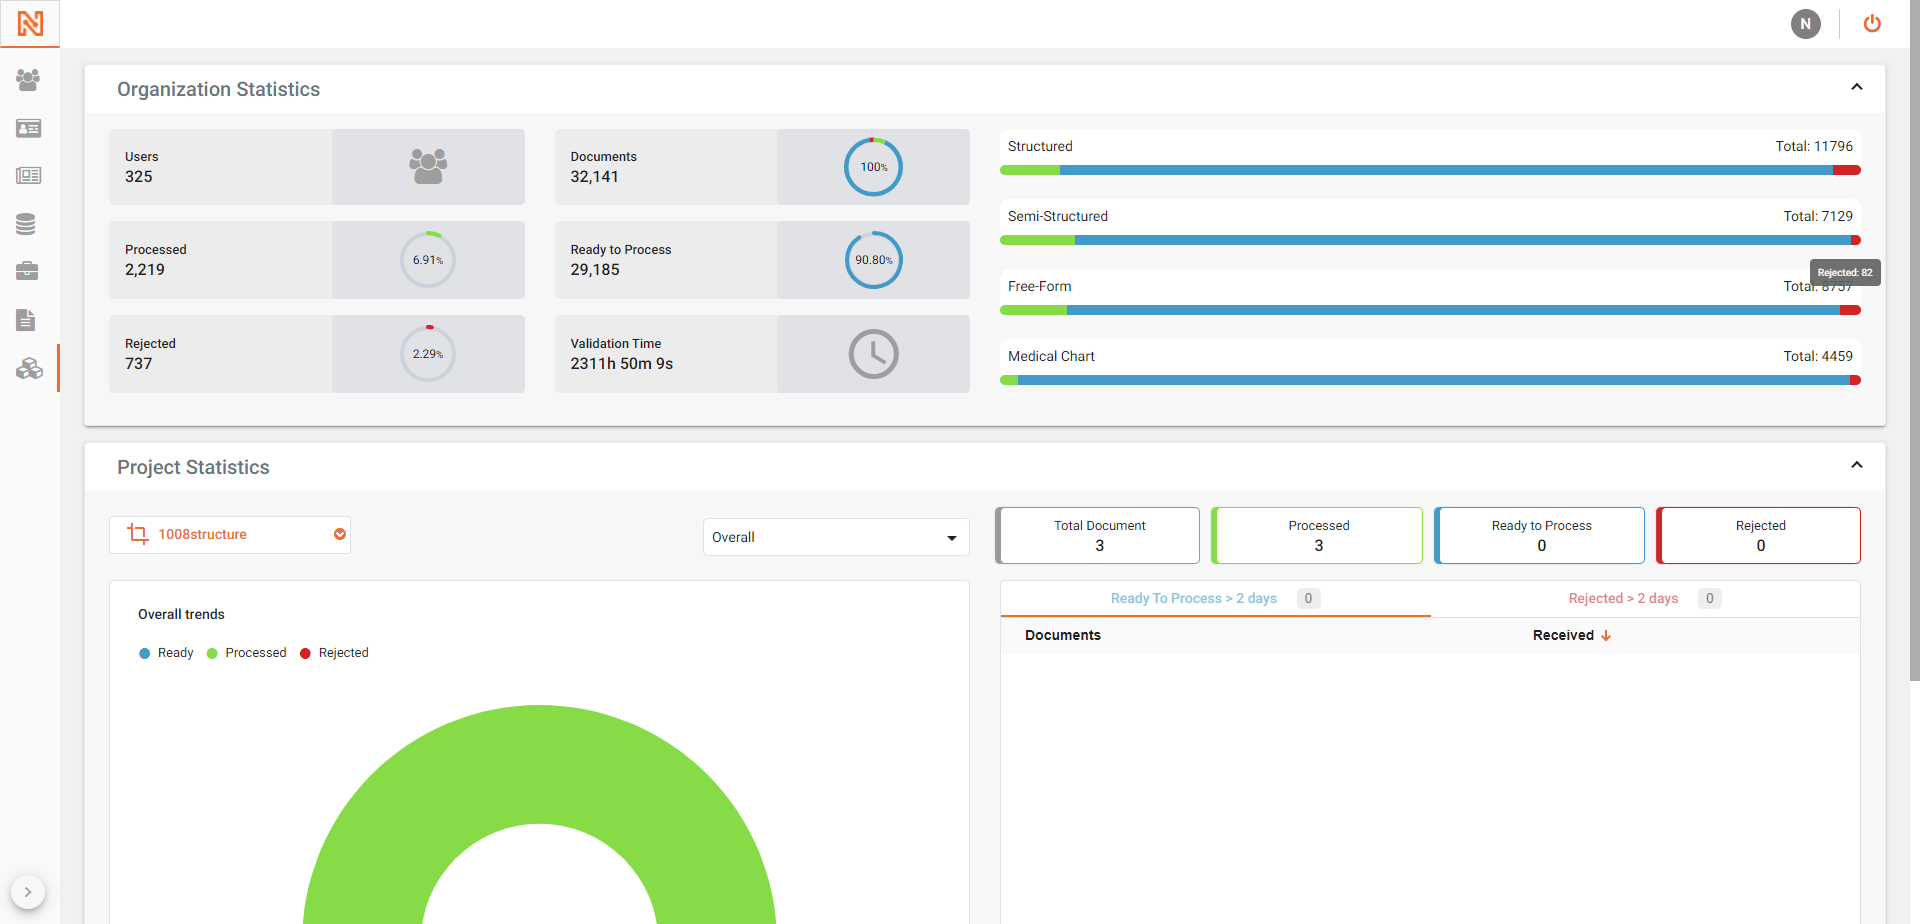 N
Organization Statistics
Users
325
Documents
32,141
100%
Processed
2,219
6.91%
Ready to Process
29,185
90.80%
Rejected
737
2.29%
Validation Time
2311h 50m 9s
Structured
Total: 11796
Semi-Structured
Total: 7129
Rejected: 82
Free-Form
Total: 8757
Medical Chart
Total: 4459
Project Statistics
1008structure
Overall
Total Document
3
Processed
3
Ready to Process
0
Rejected
0
Overall trends
Ready
Processed
Rejected
Ready To Process > 2 days 0
Rejected > 2 days 0
Documents
Received